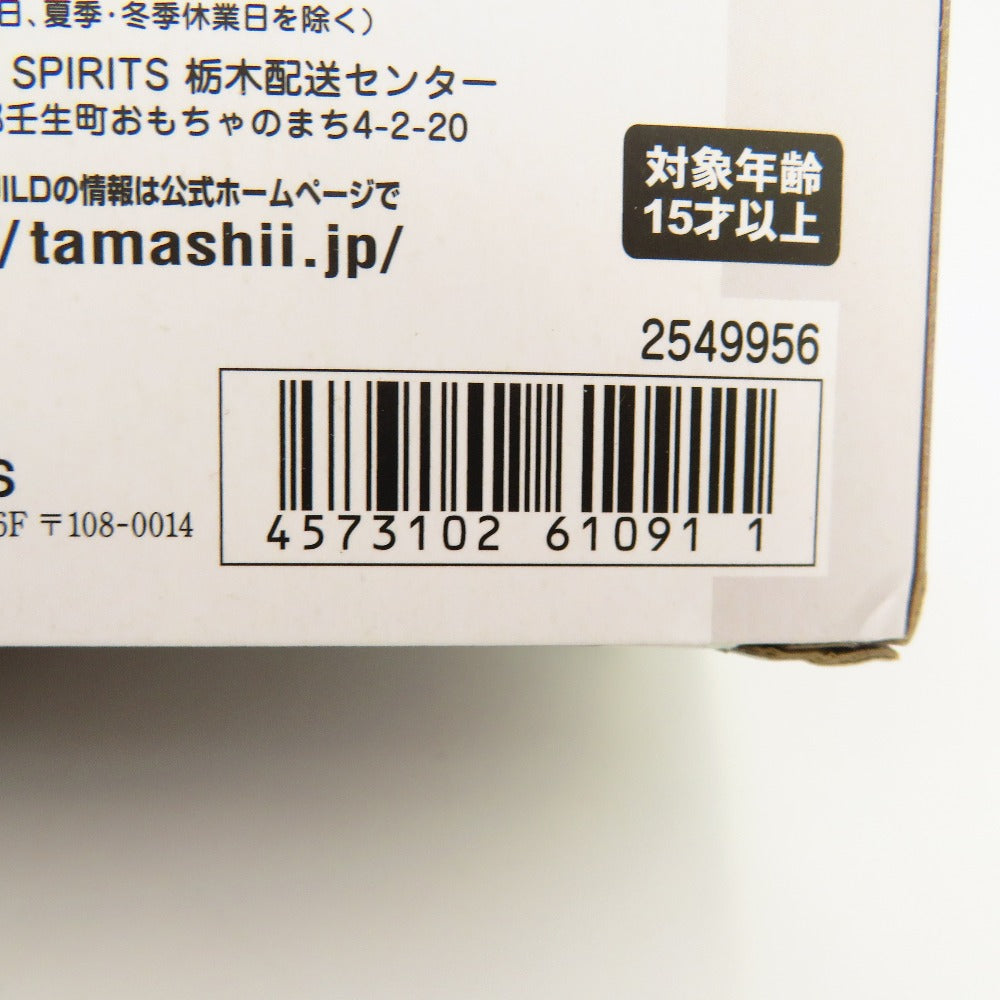 日、夏季・冬季休業日を除く）
SPIRITS 栃木配送センター
壬生町おもちゃのまち4-2-20
UILDの情報は公式ホームページで
/tamashii.jp/
対象年齢
15才以上
2549956
4573102 61091 1
S
6F 〒108-0014